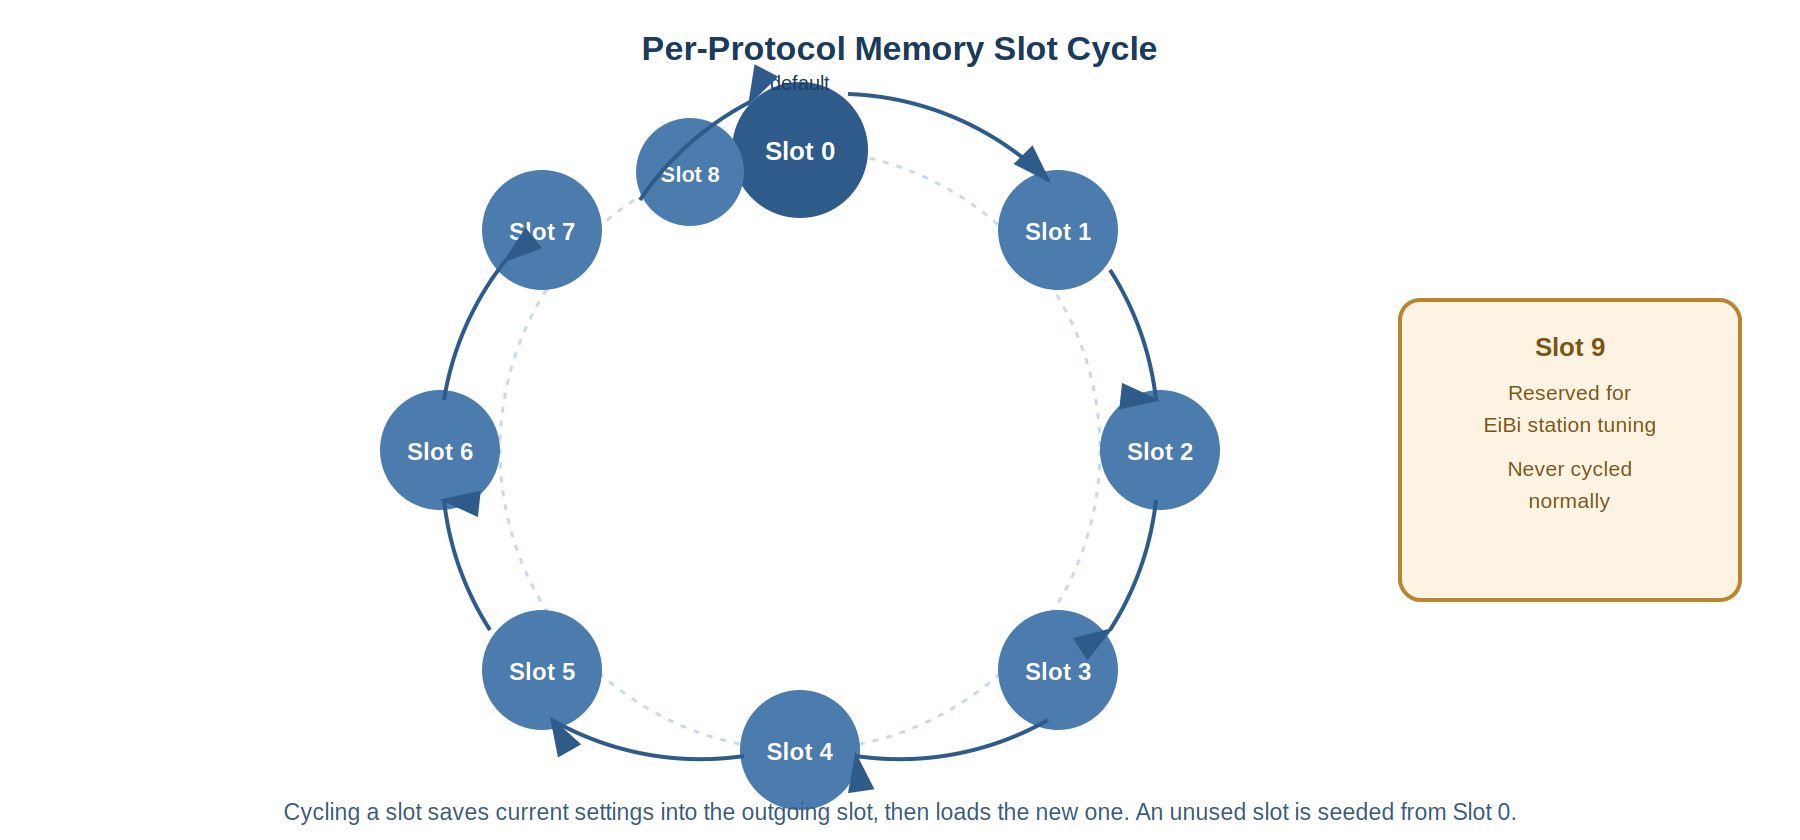 Per-Protocol Memory Slot Cycle
default
Slot 0
Slot 8
Slot 7
Slot 1
Slot 6
Slot 2
Slot 5
Slot 3
Slot 4
Slot 9
Reserved for
EiBi station tuning
Never cycled
normally
Cycling a slot saves current settings into the outgoing slot, then loads the new one. An unused slot is seeded from Slot 0.